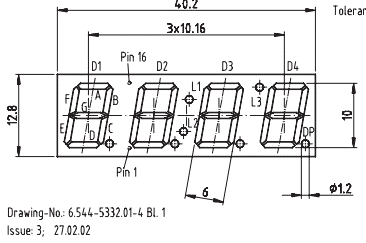 40.2
Toleran
3x10.16
D1 Pin 16 D2 D3 D4
A
F B
G
L1
L3
L2
E D C
DP
12.8
10
Pin 1
6
ø1.2
Drawing-No.: 6.544-5332.01-4 Bl. 1
Issue: 3; 27.02.02